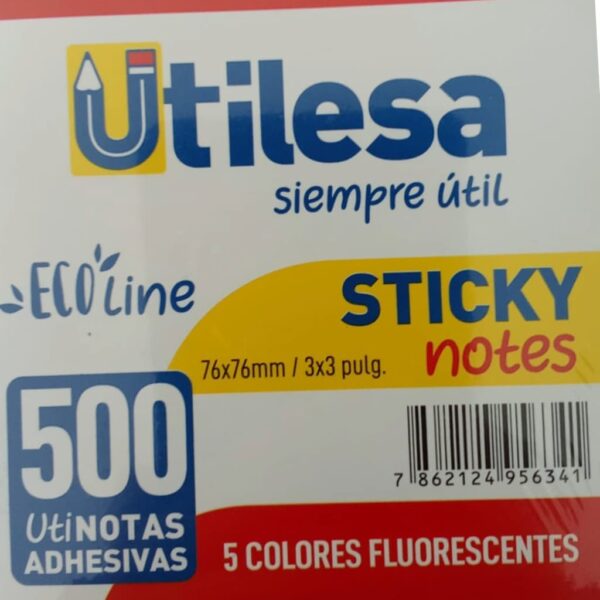 Utilesa
siempre útil
ECO Line
STICKY
notes
76x76mm / 3x3 pulg.
500
UtiNOTAS
ADHESIVAS
7 862124 956341
5 COLORES FLUORESCENTES